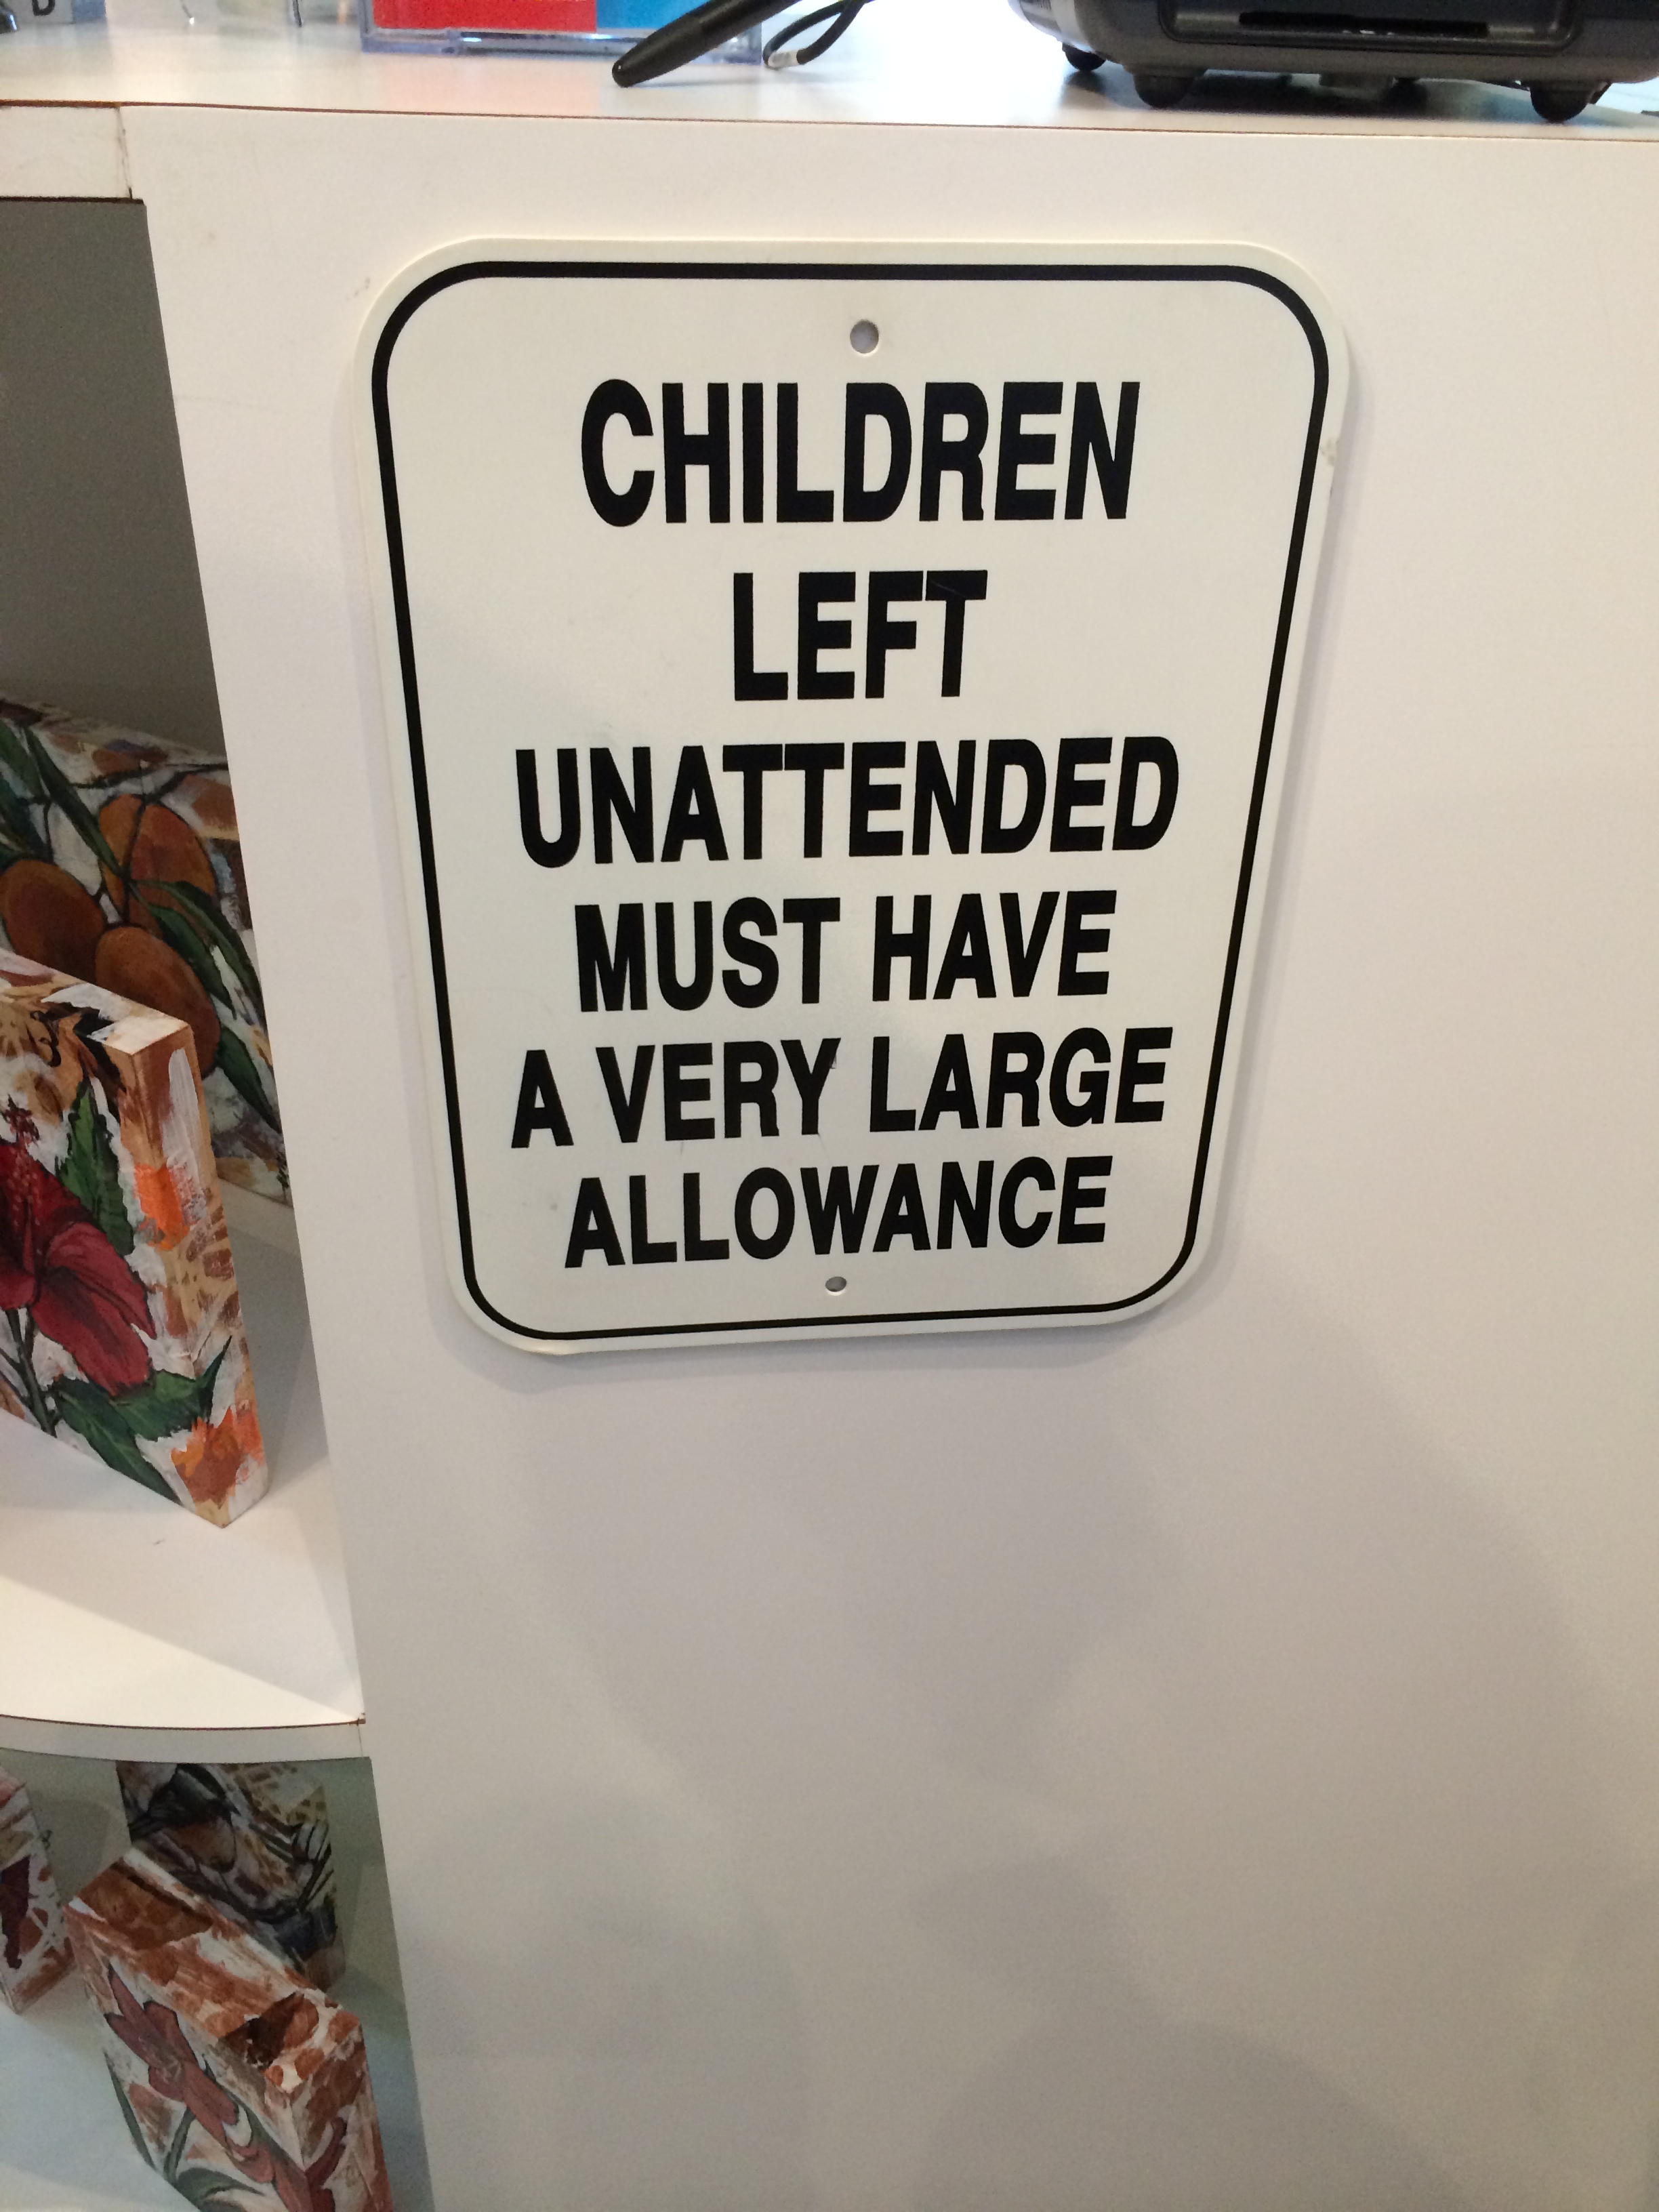 CHILDREN
LEFT
UNATTENDED
MUST HAVE
A VERY LARGE
ALLOWANCE